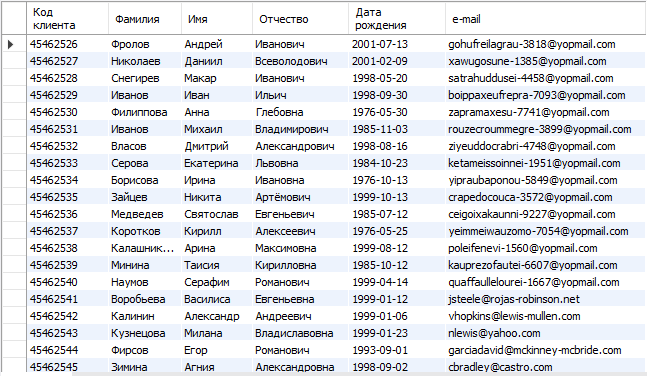 Код клиента Фамилия Имя Отчество Дата рождения e-mail
45462526 Фролов Андрей Иванович 2001-07-13 gohufreilagrau-3818@yopmail.com
45462527 Николаев Даниил Всеволодович 2001-02-09 xawugosune-1385@yopmail.com
45462528 Снегирев Макар Иванович 1998-05-20 satrahuddusei-4458@yopmail.com
45462529 Иванов Иван Ильич 1998-09-30 boippaxeufrepra-7093@yopmail.com
45462530 Филиппова Анна Глебовна 1976-05-30 zapramaxesu-7741@yopmail.com
45462531 Иванов Михаил Владимирович 1985-11-03 rouzecroummegre-3899@yopmail.com
45462532 Власов Дмитрий Александрович 1998-08-16 ziyeuddocrabri-4748@yopmail.com
45462533 Серова Екатерина Львовна 1984-10-23 ketameissoinnei-1951@yopmail.com
45462534 Борисова Ирина Ивановна 1976-10-13 yipraubaponou-5849@yopmail.com
45462535 Зайцев Никита Артёмович 1999-10-13 crapedocouca-3572@yopmail.com
45462536 Медведев Святослав Евгеньевич 1985-07-12 ceigoixakaunni-9227@yopmail.com
45462537 Коротков Кирилл Алексеевич 1976-05-25 yeimmeiwauzomo-7054@yopmail.com
45462538 Калашник... Арина Максимовна 1999-08-12 poleifenevi-1560@yopmail.com
45462539 Минина Таисия Кирилловна 1985-10-12 kauprezofautei-6607@yopmail.com
45462540 Наумов Серафим Романович 1999-04-14 quaffaullelourei-1667@yopmail.com
45462541 Воробьева Василиса Евгеньевна 1999-01-12 jsteele@rojas-robinson.net
45462542 Калинин Александр Андреевич 1999-01-06 vhopkins@lewis-mullen.com
45462543 Кузнецова Милана Владиславовна 1999-01-23 nlewis@yahoo.com
45462544 Фирсов Егор Романович 1993-09-01 garciadavid@mckinney-mcbride.com
45462545 Зимина Агния Александровна 1998-09-02 cbradley@castro.com